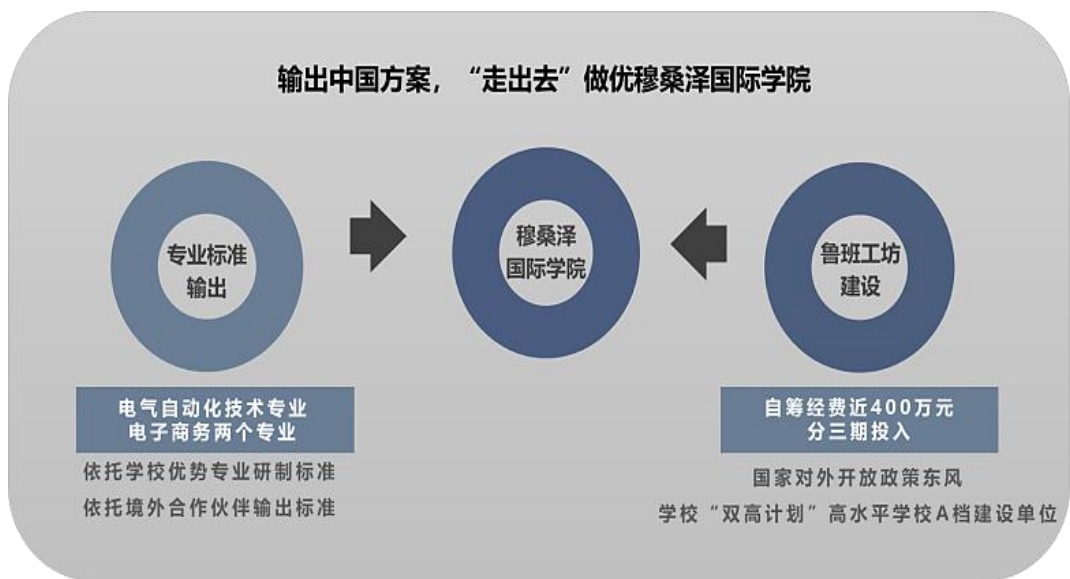 输出中国方案，“走出去”做优穆桑泽国际学院
专业标准
输出
穆桑泽
国际学院
鲁班工坊
建设
电气自动化技术专业
电子商务两个专业
依托学校优势专业研制标准
依托境外合作伙伴输出标准
自筹经费近400万元
分三期投入
国家对外开放政策东风
学校“双高计划”高水平学校A档建设单位